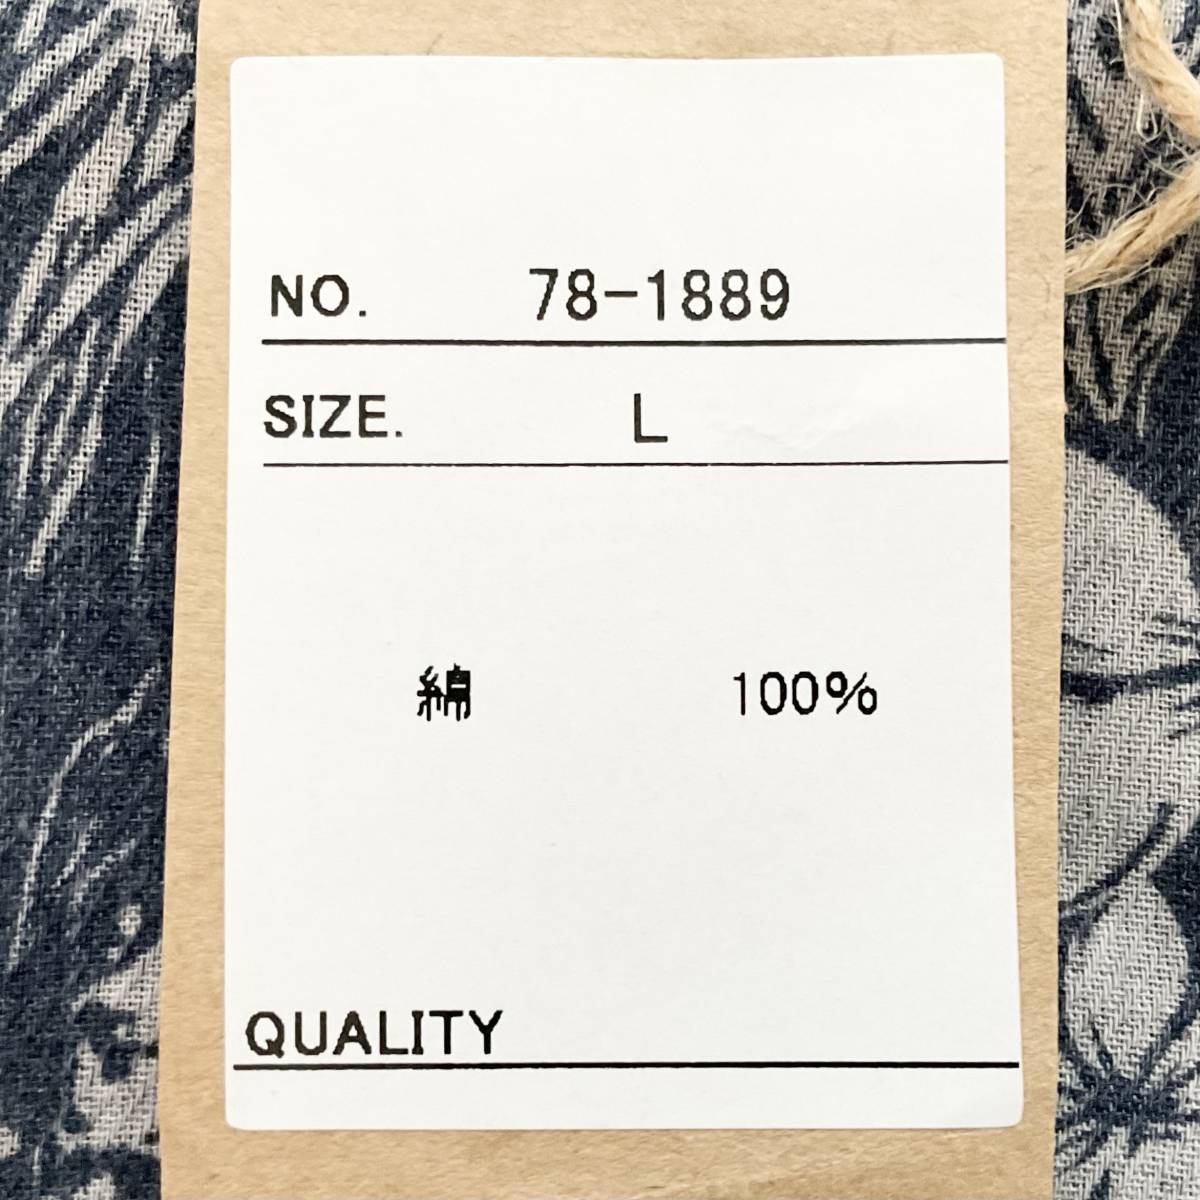 NO. 78-1889
SIZE. L
綿 100%
QUALITY